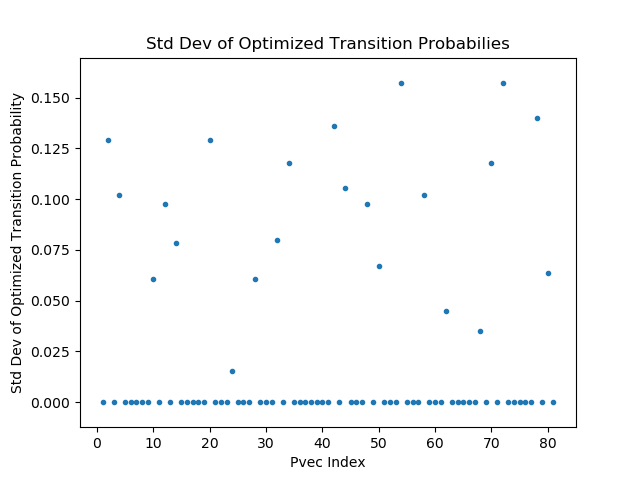 Std Dev of Optimized Transition Probabilies
Std Dev of Optimized Transition Probability
0.150
0.125
0.100
0.075
0.050
0.025
0.000
0 10 20 30 40 50 60 70 80
Pvec Index